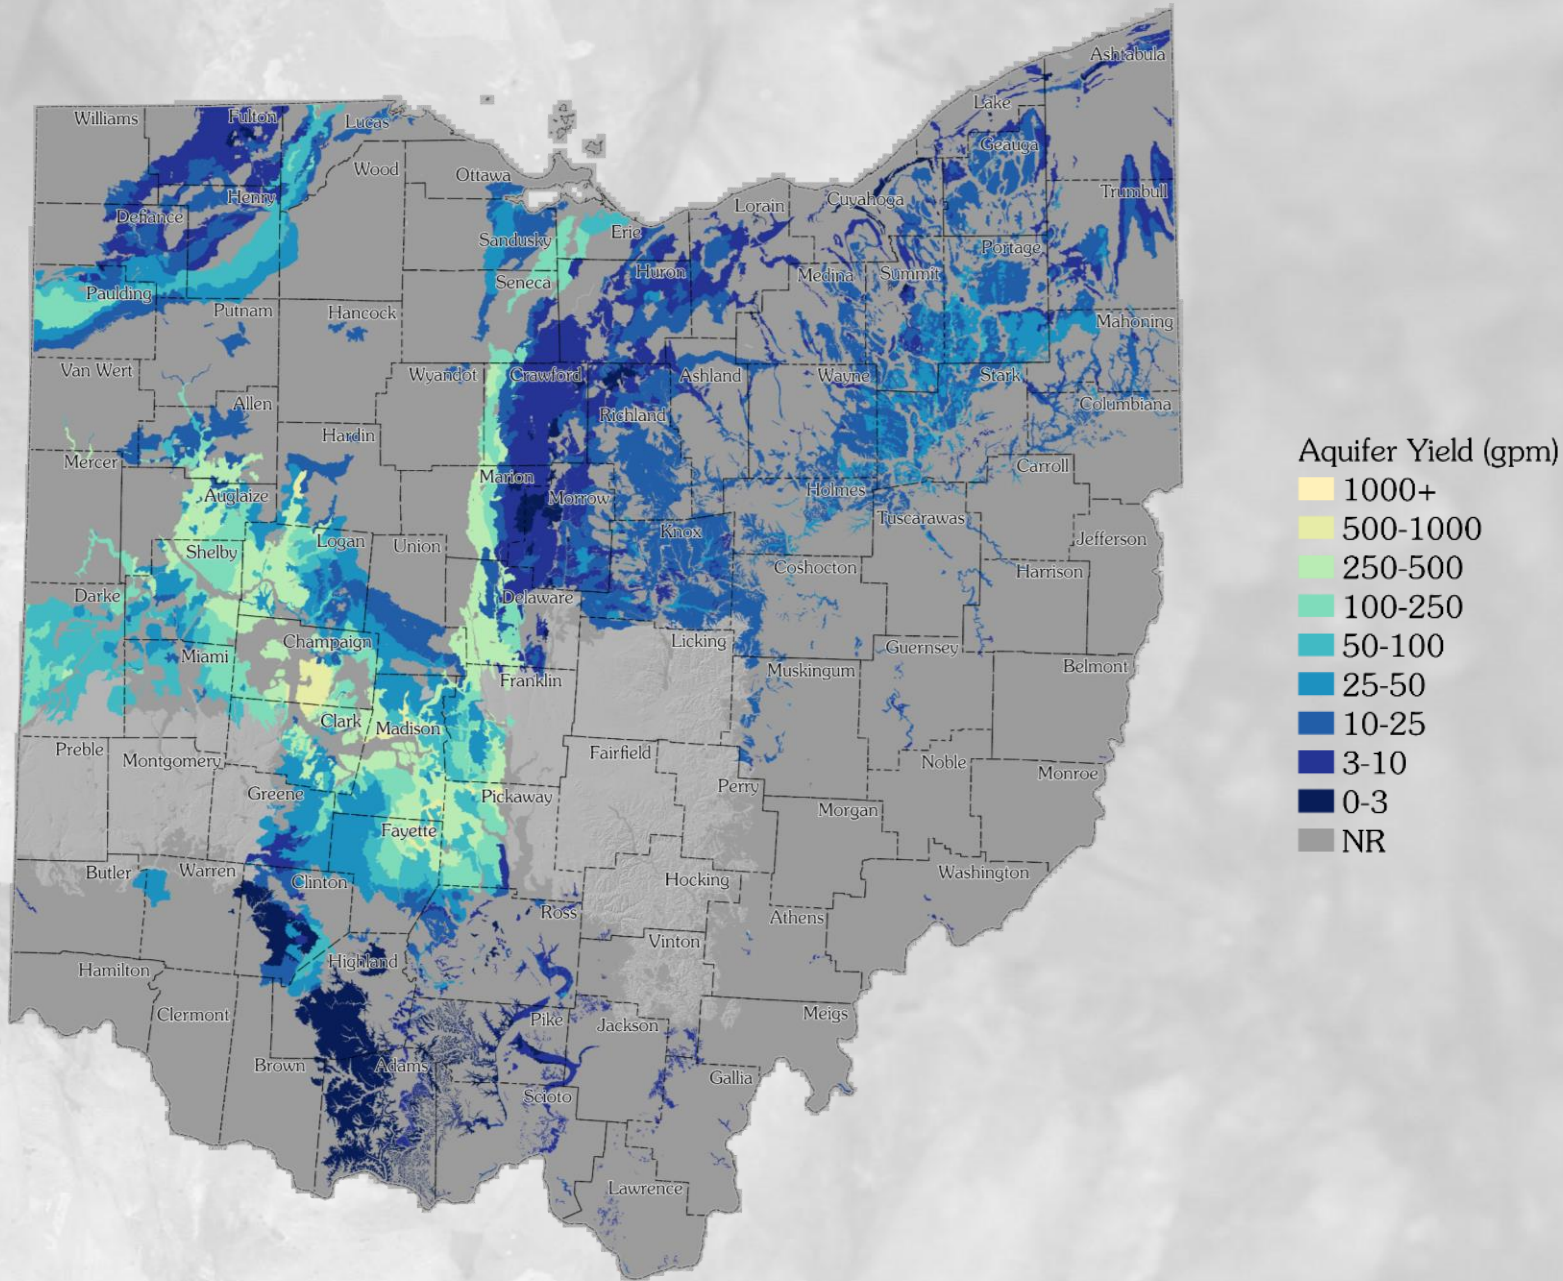 Ashtabula
Lake
Williams
Fulton
Lucas
Geauga
Wood
Ottawa
Trumbull
Henry
Cuyahoga
Lorain
Defiance
Erie
Sandusky
Portage
Huron
Medina
Summit
Seneca
Paulding
Putnam
Hancock
Mahoning
Van Wert
Wyandot
Crawford
Ashland
Wayne
Stark
Allen
Columbiana
Richland
Hardin
Mercer
Carroll
Marion
Auglaize
Morrow
Holmes
Tuscarawas
Knox
Jefferson
Logan
Union
Shelby
Coshocton
Harrison
Darke
Delaware
Champaign
Licking
Guernsey
Miami
Muskingum
Belmont
Franklin
Clark
Madison
Preble
Fairfield
Montgomery
Noble
Monroe
Perry
Greene
Pickaway
Morgan
Fayette
Butler
Warren
Washington
Clinton
Hocking
Ross
Athens
Vinton
Highland
Hamilton
Clermont
Meigs
Pike
Jackson
Brown
Adams
Gallia
Scioto
Lawrence
Aquifer Yield (gpm)
1000+
500-1000
250-500
100-250
50-100
25-50
10-25
3-10
0-3
NR